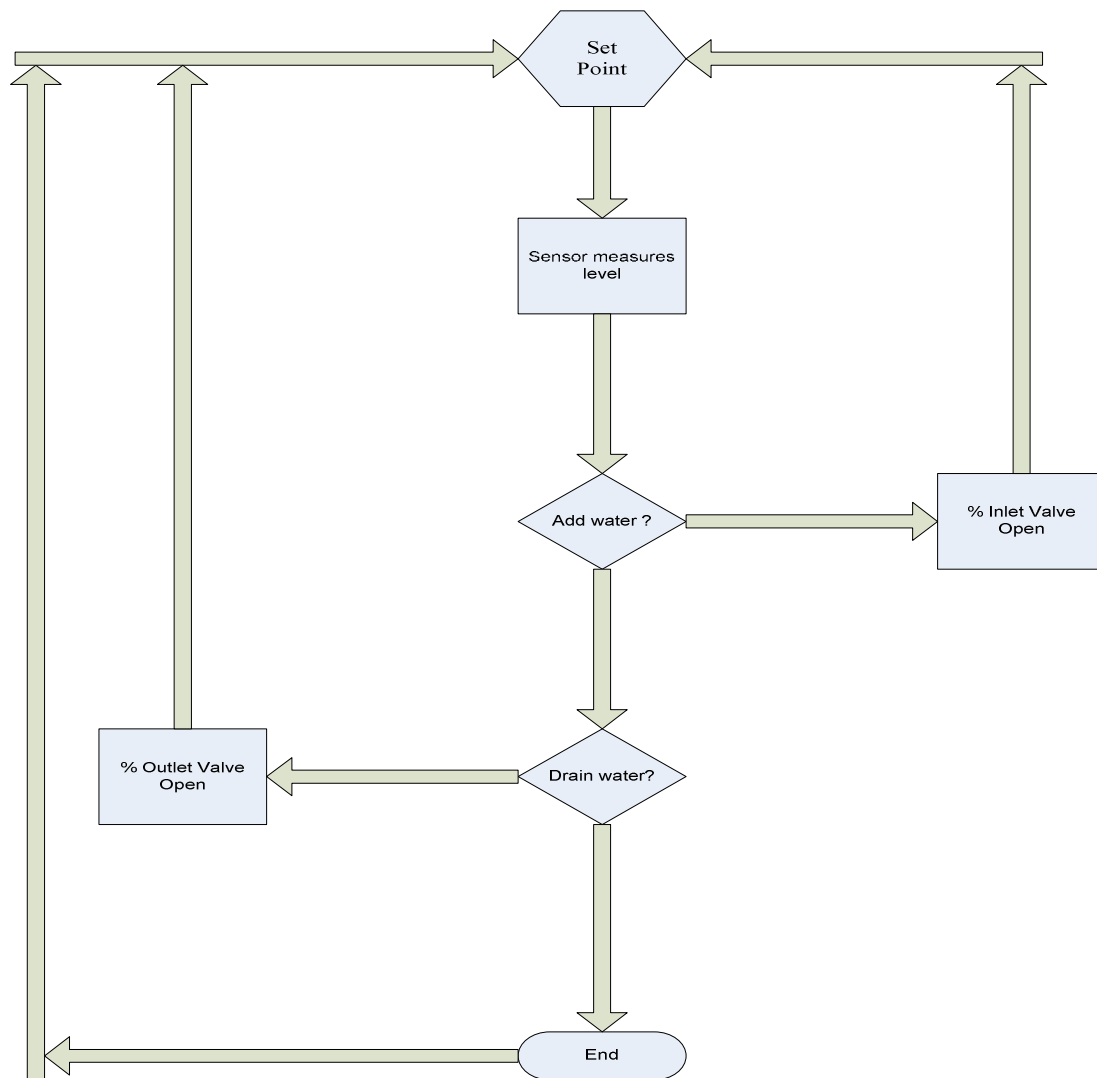 Set
Point
Sensor measures
level
Add water ?
% Inlet Valve
Open
% Outlet Valve
Open
Drain water?
End